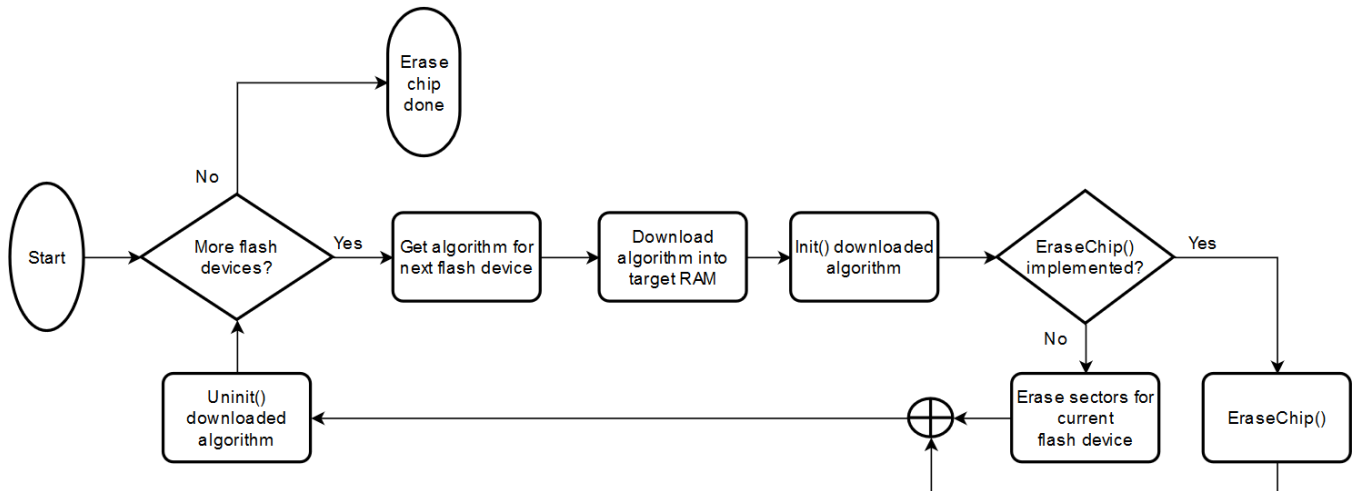 Erase
chip
done
No
Start
More flash
devices?
Yes
Get algorithm for
next flash device
Download
algorithm into
target RAM
Init() downloaded
algorithm
EraseChip()
implemented?
Yes
No
Uninit()
downloaded
algorithm
Erase sectors for
current
flash device
EraseChip()